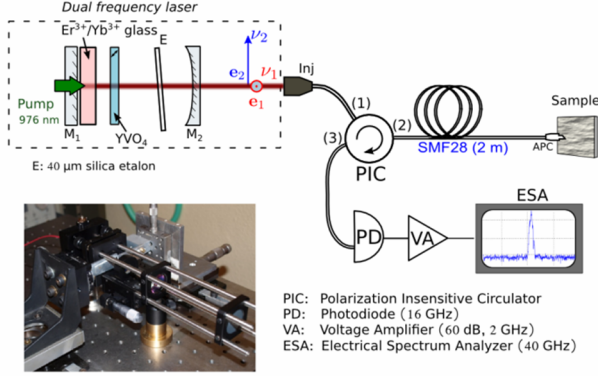 Dual frequency laser
Er³⁺/Yb³⁺ glass
E
ν₂
e₂
ν₁
e₁
Inj
Pump
976 nm
M₁
YVO₄
M₂
E: 40 μm silica etalon
(1)
(2)
(3)
PIC
SMF28 (2 m)
APC
Sample
PD
VA
ESA
PIC: Polarization Insensitive Circulator
PD: Photodiode (16 GHz)
VA: Voltage Amplifier (60 dB, 2 GHz)
ESA: Electrical Spectrum Analyzer (40 GHz)